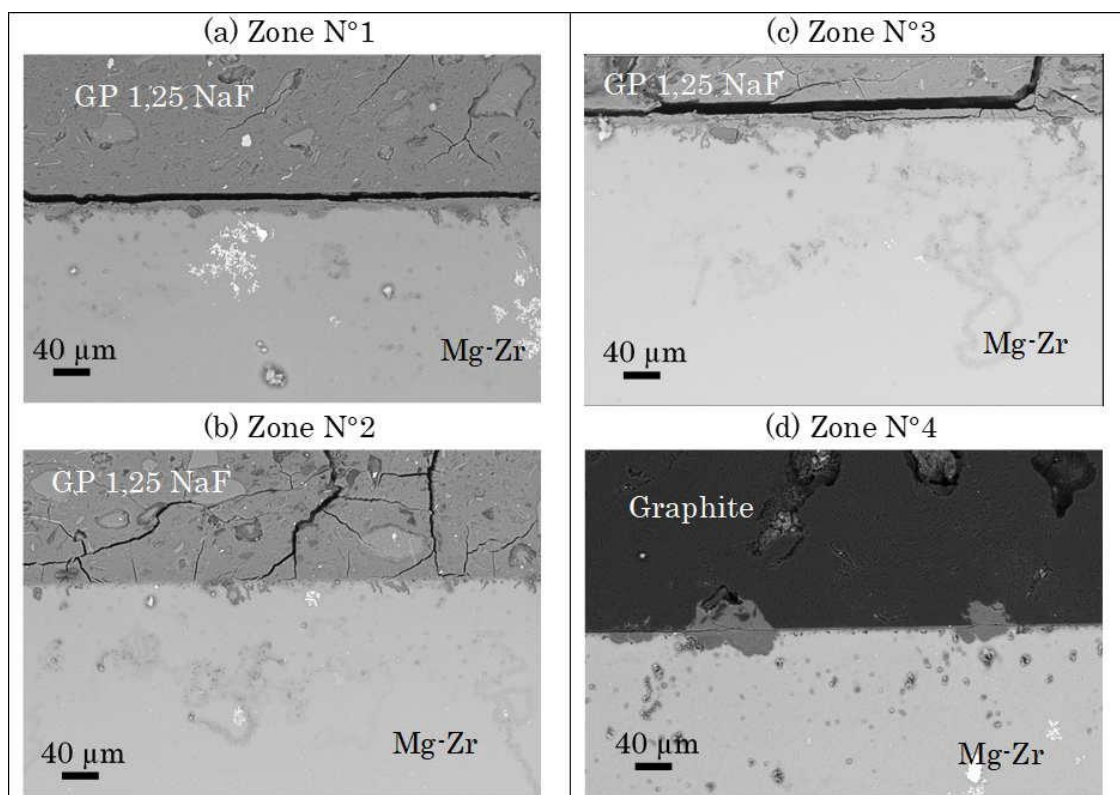 (a) Zone N°1
GP 1,25 NaF
Mg-Zr
40 µm
(b) Zone N°2
GP 1,25 NaF
Mg-Zr
40 µm
(c) Zone N°3
GP 1,25 NaF
Mg-Zr
40 µm
(d) Zone N°4
Graphite
Mg-Zr
40 µm